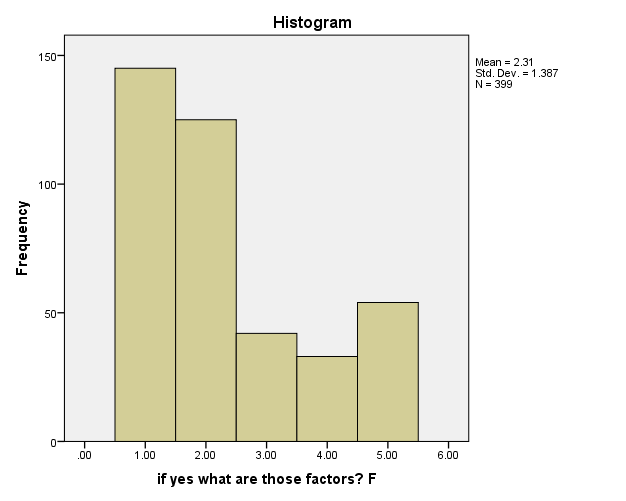 Histogram
Mean = 2.31
Std. Dev. = 1.387
N = 399
150
100
50
0
Frequency
.00 1.00 2.00 3.00 4.00 5.00 6.00
if yes what are those factors? F